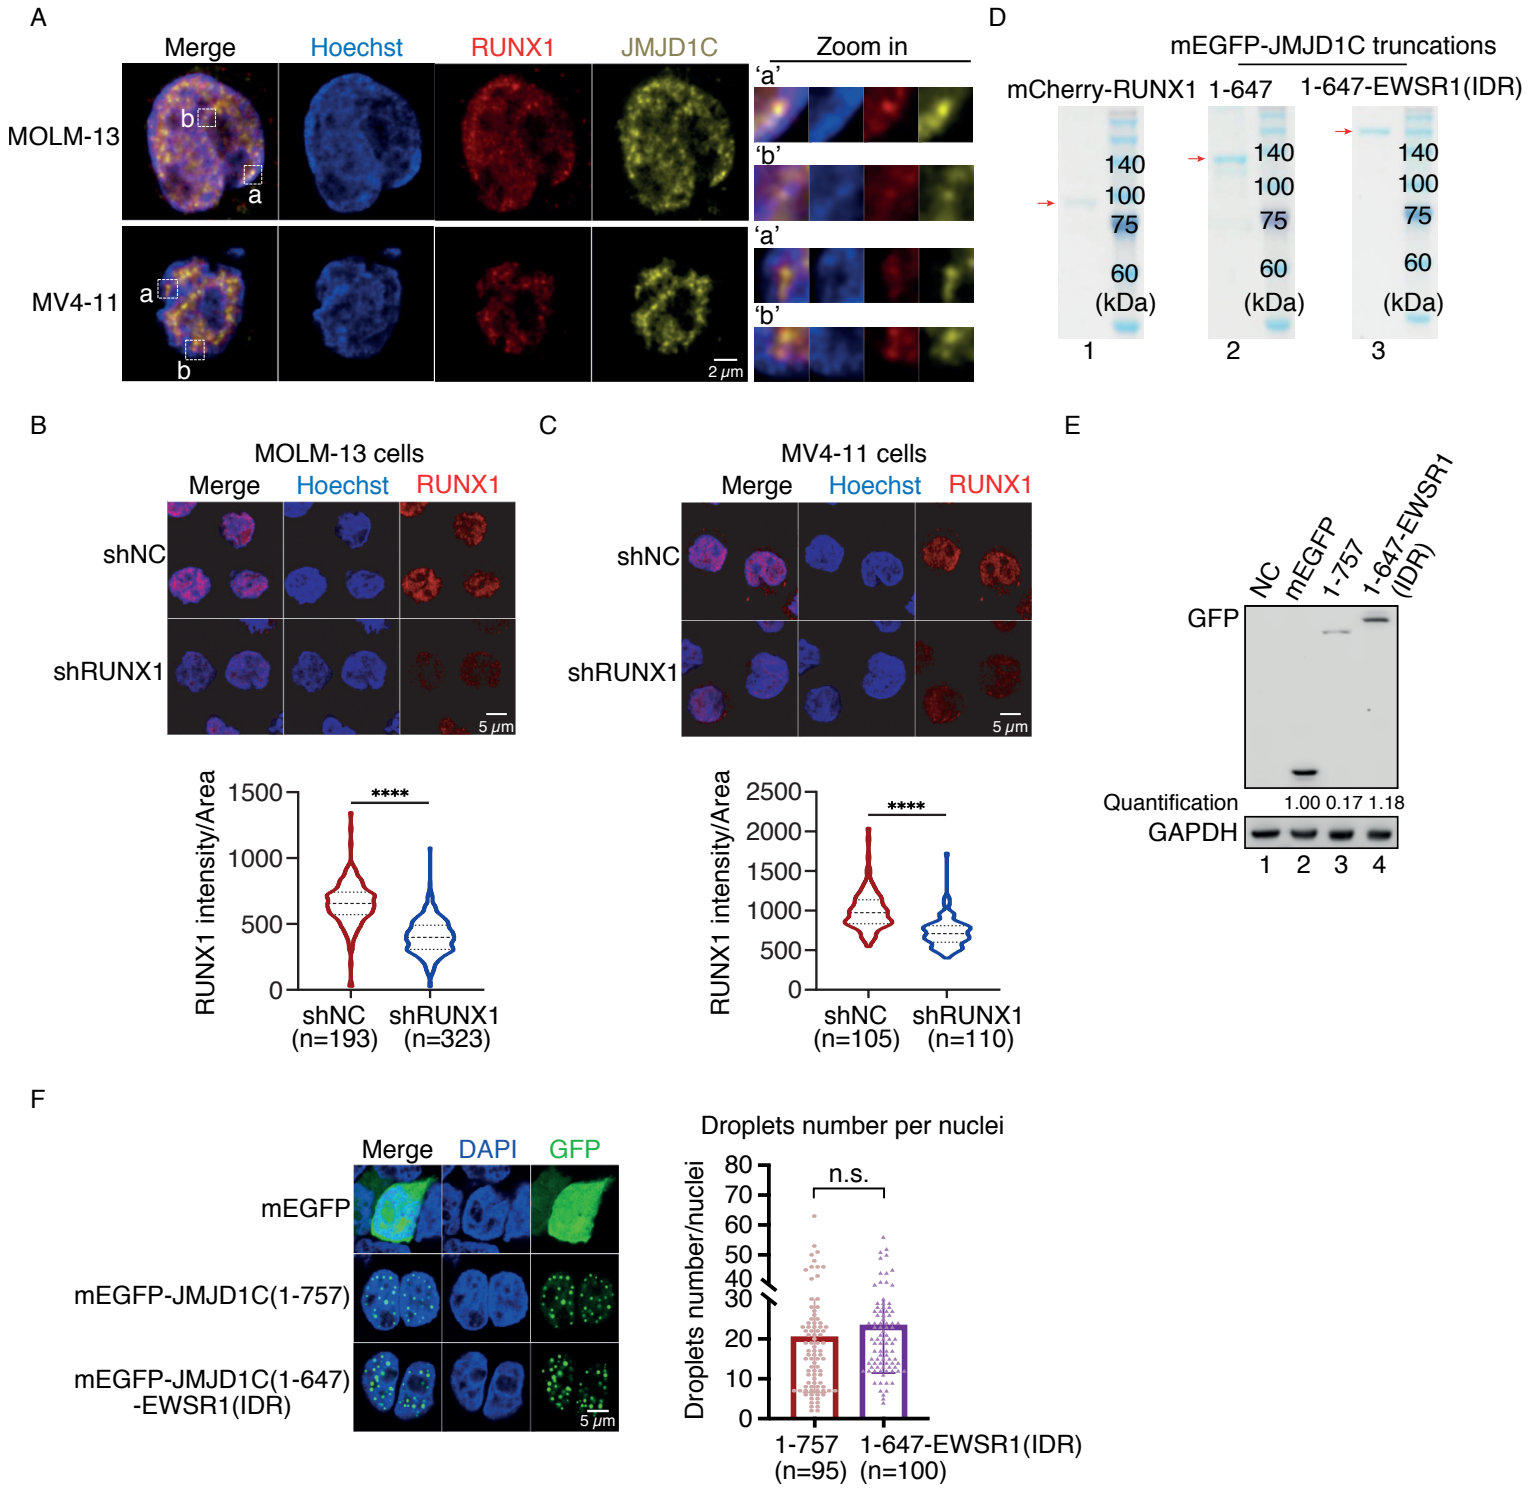 A
Merge Hoechst RUNX1 JMJD1C Zoom in
MOLM-13
b
a
'a'
'b'
MV4-11
a
b
2 µm
'a'
'b'
D
mEGFP-JMJD1C truncations
mCherry-RUNX1 1-647 1-647-EWSR1(IDR)
140 140 140
100 100 100
75 75 75
60 60 60
(kDa) (kDa) (kDa)
1 2 3
B
MOLM-13 cells
Merge Hoechst RUNX1
shNC
shRUNX1
5 µm
RUNX1 intensity/Area
1500
1000
500
0
****
shNC shRUNX1
(n=193) (n=323)
C
MV4-11 cells
Merge Hoechst RUNX1
shNC
shRUNX1
5 µm
RUNX1 intensity/Area
2500
2000
1500
1000
500
0
****
shNC shRUNX1
(n=105) (n=110)
E
NC
mEGFP
1-757
1-647-EWSR1
(IDR)
GFP
Quantification 1.00 0.17 1.18
GAPDH
1 2 3 4
F
Merge DAPI GFP
mEGFP
mEGFP-JMJD1C(1-757)
mEGFP-JMJD1C(1-647)
-EWSR1(IDR)
5 µm
Droplets number per nuclei
Droplets number/nuclei
80
70
60
50
40
30
20
10
0
n.s.
1-757 1-647-EWSR1(IDR)
(n=95) (n=100)